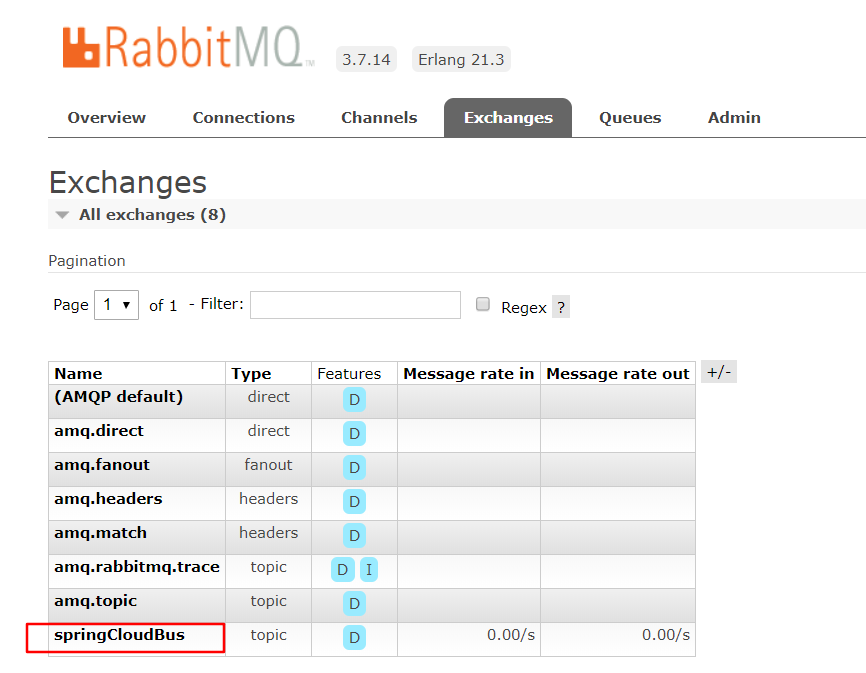 RabbitMQ™ 3.7.14 Erlang 21.3
Overview Connections Channels Exchanges Queues Admin
Exchanges
All exchanges (8)
Pagination
Page 1 of 1 - Filter: Regex ?
Name Type Features Message rate in Message rate out +/-
(AMQP default) direct D
amq.direct direct D
amq.fanout fanout D
amq.headers headers D
amq.match headers D
amq.rabbitmq.trace topic D I
amq.topic topic D
springCloudBus topic D 0.00/s 0.00/s